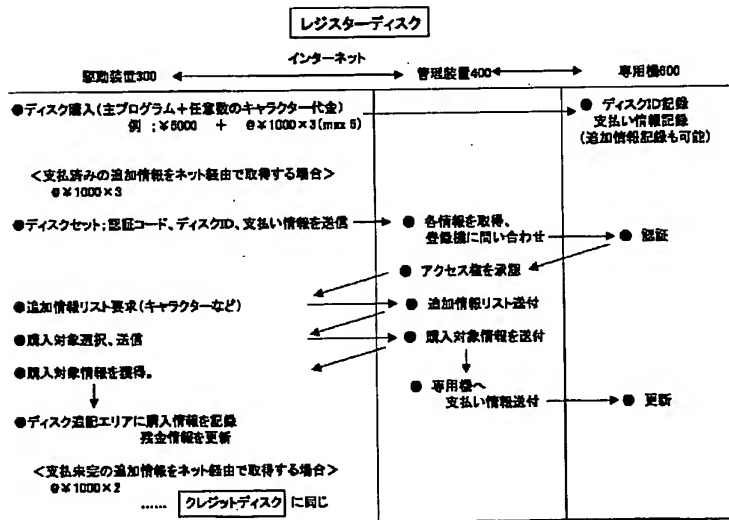 レジスターディスク
インターネット
駆動装置300 管理装置400 専用機600
●ディスク購入(主プログラム+任意数のキャラクター代金)
例 ;¥5000 + @¥1000×3(max 5)
● ディスクID記録
支払い情報記録
(追加情報記録も可能)
<支払済みの追加情報をネット経由で取得する場合>
@¥1000×3
●ディスクセット;認証コード、ディスクID、支払い情報を送信
● 各情報を取得、
登録機に問い合わせ
● 認証
● アクセス権を承認
●追加情報リスト要求(キャラクターなど)
● 追加情報リスト送付
●購入対象選択、送信
● 購入対象情報を送付
●購入対象情報を獲得。
● 専用機へ
支払い情報送付
● 更新
●ディスク追記エリアに購入情報を記録
残金情報を更新
<支払未完の追加情報をネット経由で取得する場合>
@¥1000×2
…… クレジットディスク に同じ